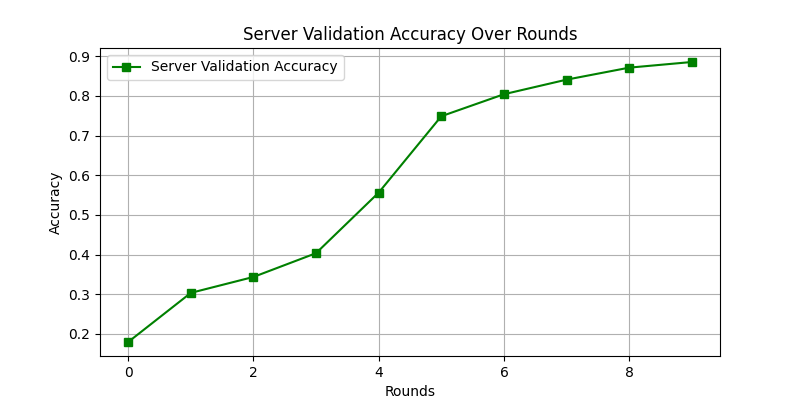 Server Validation Accuracy Over Rounds
Server Validation Accuracy
0.9
0.8
0.7
0.6
0.5
0.4
0.3
0.2
Accuracy
0 2 4 6 8
Rounds